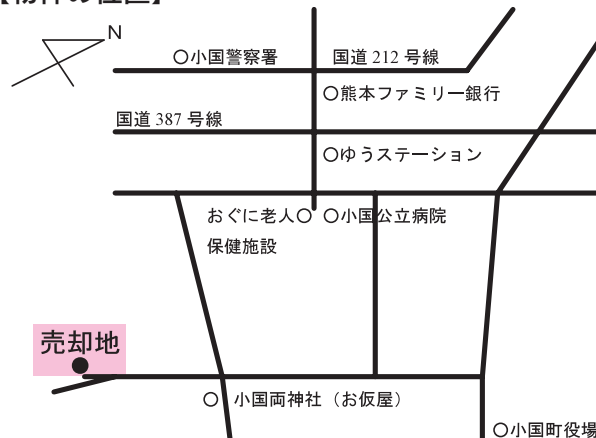 【物件の位置】
N
○小国警察署
国道 212 号線
○熊本ファミリー銀行
国道 387 号線
○ゆうステーション
おぐに老人○
保健施設
○小国公立病院
売却地
○ 小国両神社（お仮屋）
○小国町役場